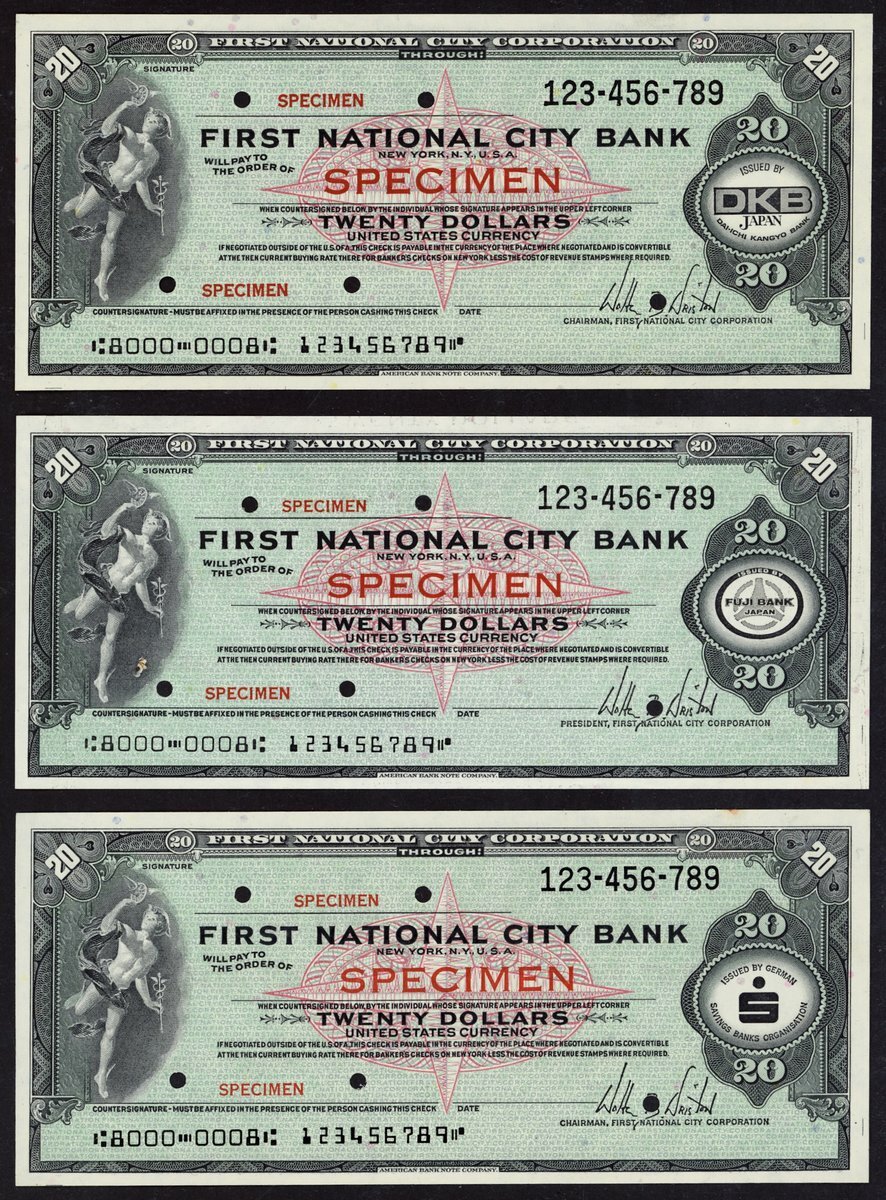 20 20 FIRST NATIONAL CITY CORPORATION 20 20
THROUGH:
SIGNATURE
SPECIMEN 123-456-789
FIRST NATIONAL CITY BANK
NEW YORK, N.Y., U.S.A.
WILL PAY TO
THE ORDER OF
SPECIMEN
WHEN COUNTERSIGNED BELOW BY THE INDIVIDUAL WHOSE SIGNATURE APPEARS IN THE UPPER LEFT CORNER
TWENTY DOLLARS
UNITED STATES CURRENCY
IF NEGOTIATED OUTSIDE OF THE U.S. OF A. THIS CHECK IS PAYABLE IN THE CURRENCY OF THE PLACE WHERE NEGOTIATED AND IS CONVERTIBLE
AT THE THEN CURRENT BUYING RATE THERE FOR BANKERS CHECKS ON NEW YORK LESS THE COST OF REVENUE STAMPS WHERE REQUIRED.
20
ISSUED BY
DKB
JAPAN
DAI-ICHI KANGYO BANK
20
SPECIMEN
COUNTERSIGNATURE - MUST BE AFFIXED IN THE PRESENCE OF THE PERSON CASHING THIS CHECK DATE
CHAIRMAN, FIRST NATIONAL CITY CORPORATION
⑆8000⑉0008⑆ 123456789⑈
AMERICAN BANK NOTE COMPANY.
20 20 FIRST NATIONAL CITY CORPORATION 20 20
THROUGH:
SIGNATURE
SPECIMEN 123-456-789
FIRST NATIONAL CITY BANK
NEW YORK, N.Y., U.S.A.
WILL PAY TO
THE ORDER OF
SPECIMEN
WHEN COUNTERSIGNED BELOW BY THE INDIVIDUAL WHOSE SIGNATURE APPEARS IN THE UPPER LEFT CORNER
TWENTY DOLLARS
UNITED STATES CURRENCY
IF NEGOTIATED OUTSIDE OF THE U.S. OF A. THIS CHECK IS PAYABLE IN THE CURRENCY OF THE PLACE WHERE NEGOTIATED AND IS CONVERTIBLE
AT THE THEN CURRENT BUYING RATE THERE FOR BANKERS CHECKS ON NEW YORK LESS THE COST OF REVENUE STAMPS WHERE REQUIRED.
20
ISSUED BY
FUJI BANK
JAPAN
20
SPECIMEN
COUNTERSIGNATURE - MUST BE AFFIXED IN THE PRESENCE OF THE PERSON CASHING THIS CHECK DATE
PRESIDENT, FIRST NATIONAL CITY CORPORATION
⑆8000⑉0008⑆ 123456789⑈
AMERICAN BANK NOTE COMPANY.
20 20 FIRST NATIONAL CITY CORPORATION 20 20
THROUGH:
SIGNATURE
SPECIMEN 123-456-789
FIRST NATIONAL CITY BANK
NEW YORK, N.Y., U.S.A.
WILL PAY TO
THE ORDER OF
SPECIMEN
WHEN COUNTERSIGNED BELOW BY THE INDIVIDUAL WHOSE SIGNATURE APPEARS IN THE UPPER LEFT CORNER
TWENTY DOLLARS
UNITED STATES CURRENCY
IF NEGOTIATED OUTSIDE OF THE U.S. OF A. THIS CHECK IS PAYABLE IN THE CURRENCY OF THE PLACE WHERE NEGOTIATED AND IS CONVERTIBLE
AT THE THEN CURRENT BUYING RATE THERE FOR BANKERS CHECKS ON NEW YORK LESS THE COST OF REVENUE STAMPS WHERE REQUIRED.
20
ISSUED BY GERMAN
S
SAVINGS BANKS ORGANISATION
20
SPECIMEN
COUNTERSIGNATURE - MUST BE AFFIXED IN THE PRESENCE OF THE PERSON CASHING THIS CHECK DATE
CHAIRMAN, FIRST NATIONAL CITY CORPORATION
⑆8000⑉0008⑆ 123456789⑈
AMERICAN BANK NOTE COMPANY.